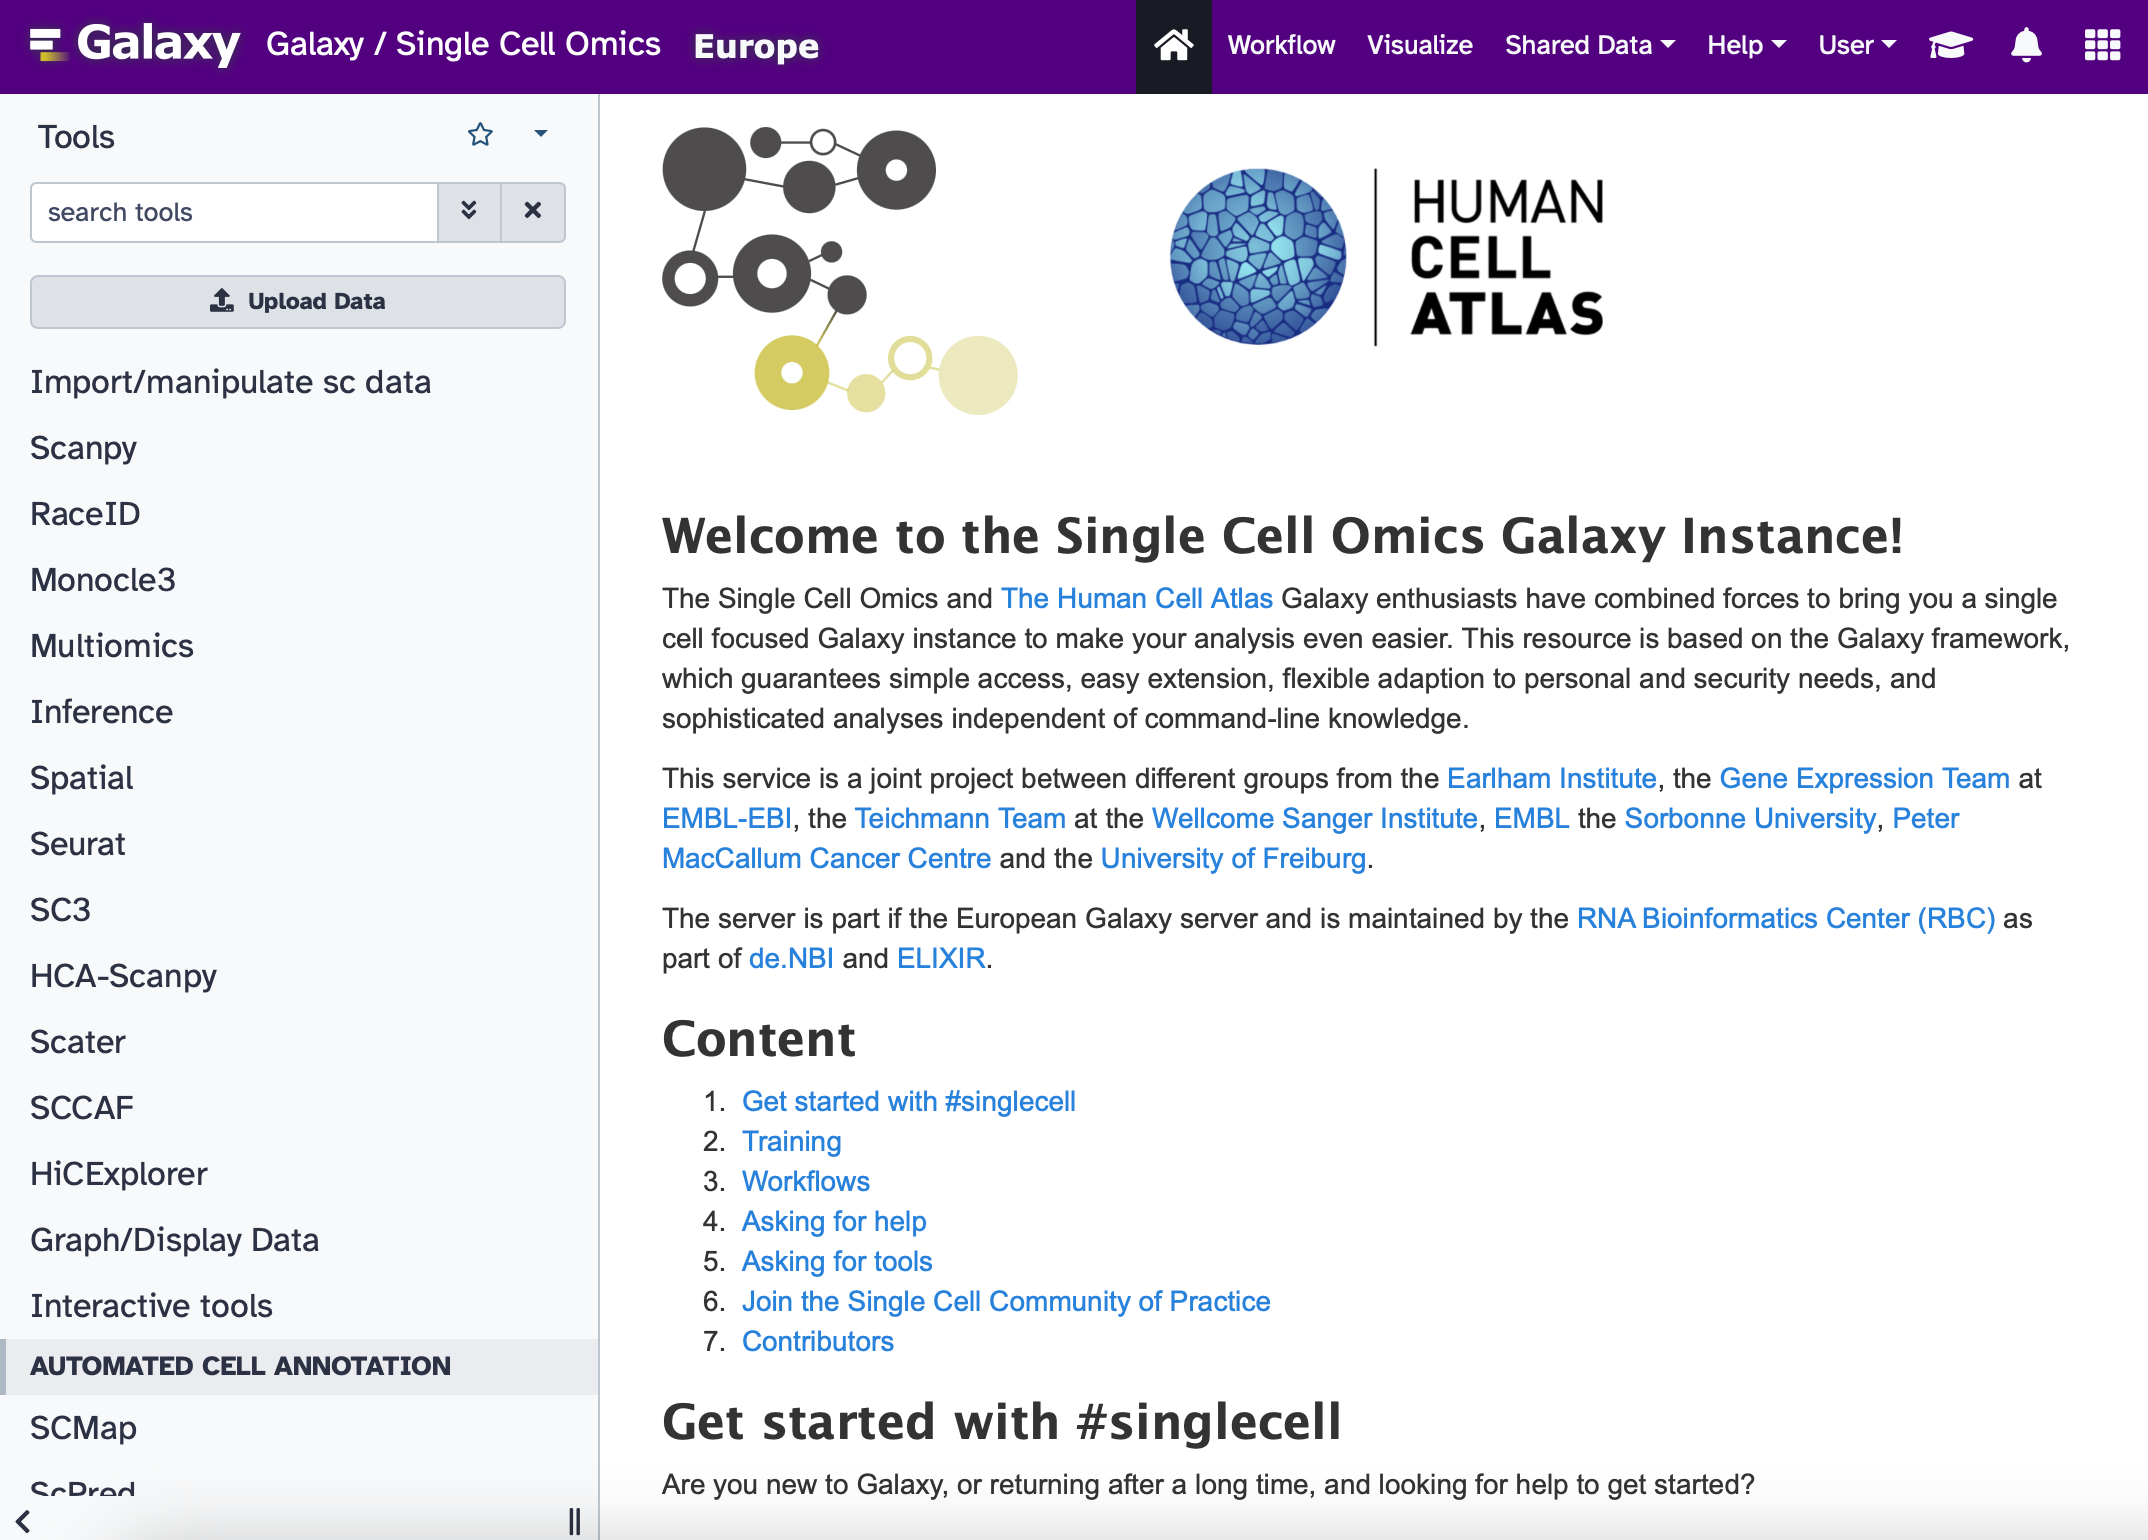 Galaxy Galaxy / Single Cell Omics Europe Workflow Visualize Shared Data Help User
Tools
search tools
Upload Data
Import/manipulate sc data
Scanpy
RaceID
Monocle3
Multiomics
Inference
Spatial
Seurat
SC3
HCA-Scanpy
Scater
SCCAF
HiCExplorer
Graph/Display Data
Interactive tools
AUTOMATED CELL ANNOTATION
SCMap
ScPred
HUMAN
CELL
ATLAS
Welcome to the Single Cell Omics Galaxy Instance!
The Single Cell Omics and The Human Cell Atlas Galaxy enthusiasts have combined forces to bring you a single
cell focused Galaxy instance to make your analysis even easier. This resource is based on the Galaxy framework,
which guarantees simple access, easy extension, flexible adaption to personal and security needs, and
sophisticated analyses independent of command-line knowledge.
This service is a joint project between different groups from the Earlham Institute, the Gene Expression Team at
EMBL-EBI, the Teichmann Team at the Wellcome Sanger Institute, EMBL the Sorbonne University, Peter
MacCallum Cancer Centre and the University of Freiburg.
The server is part if the European Galaxy server and is maintained by the RNA Bioinformatics Center (RBC) as
part of de.NBI and ELIXIR.
Content
1. Get started with #singlecell
2. Training
3. Workflows
4. Asking for help
5. Asking for tools
6. Join the Single Cell Community of Practice
7. Contributors
Get started with #singlecell
Are you new to Galaxy, or returning after a long time, and looking for help to get started?